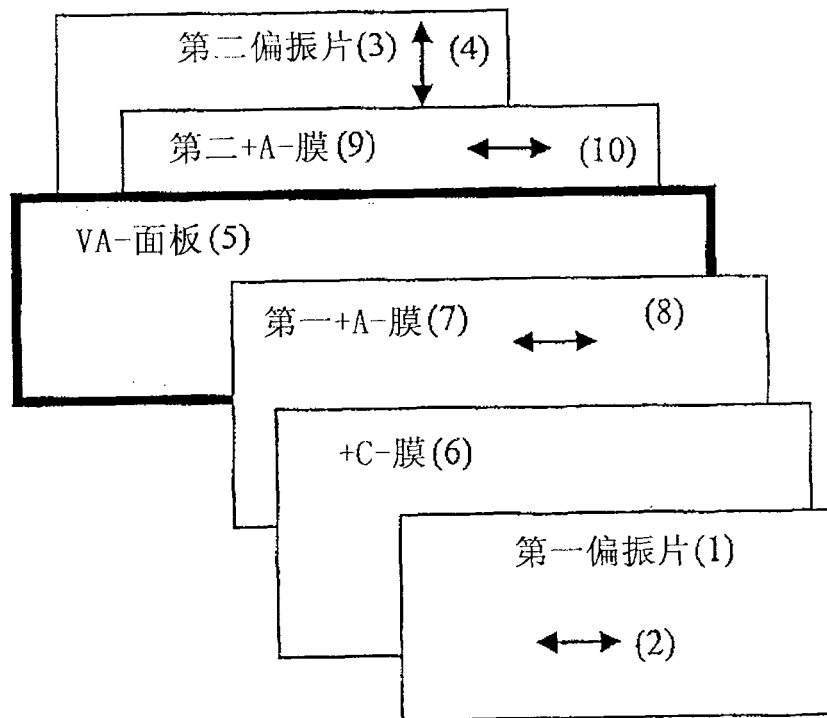 第二偏振片(3) (4)
第二+A-膜(9) (10)
VA-面板(5)
第一+A-膜(7) (8)
+C-膜(6)
第一偏振片(1)
(2)